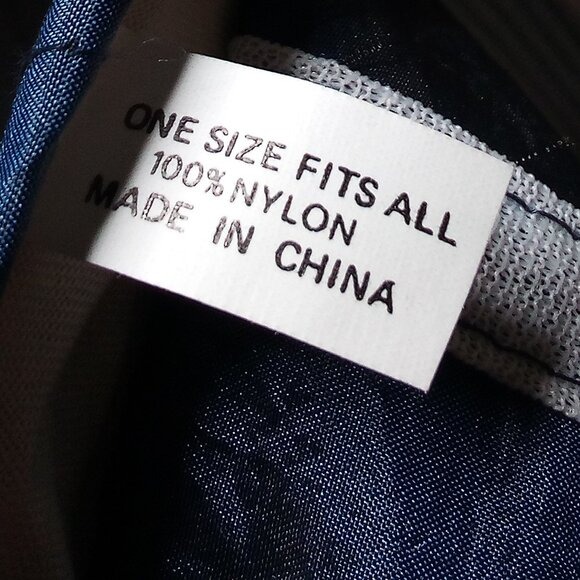 ONE SIZE FITS ALL
100% NYLON
MADE IN CHINA